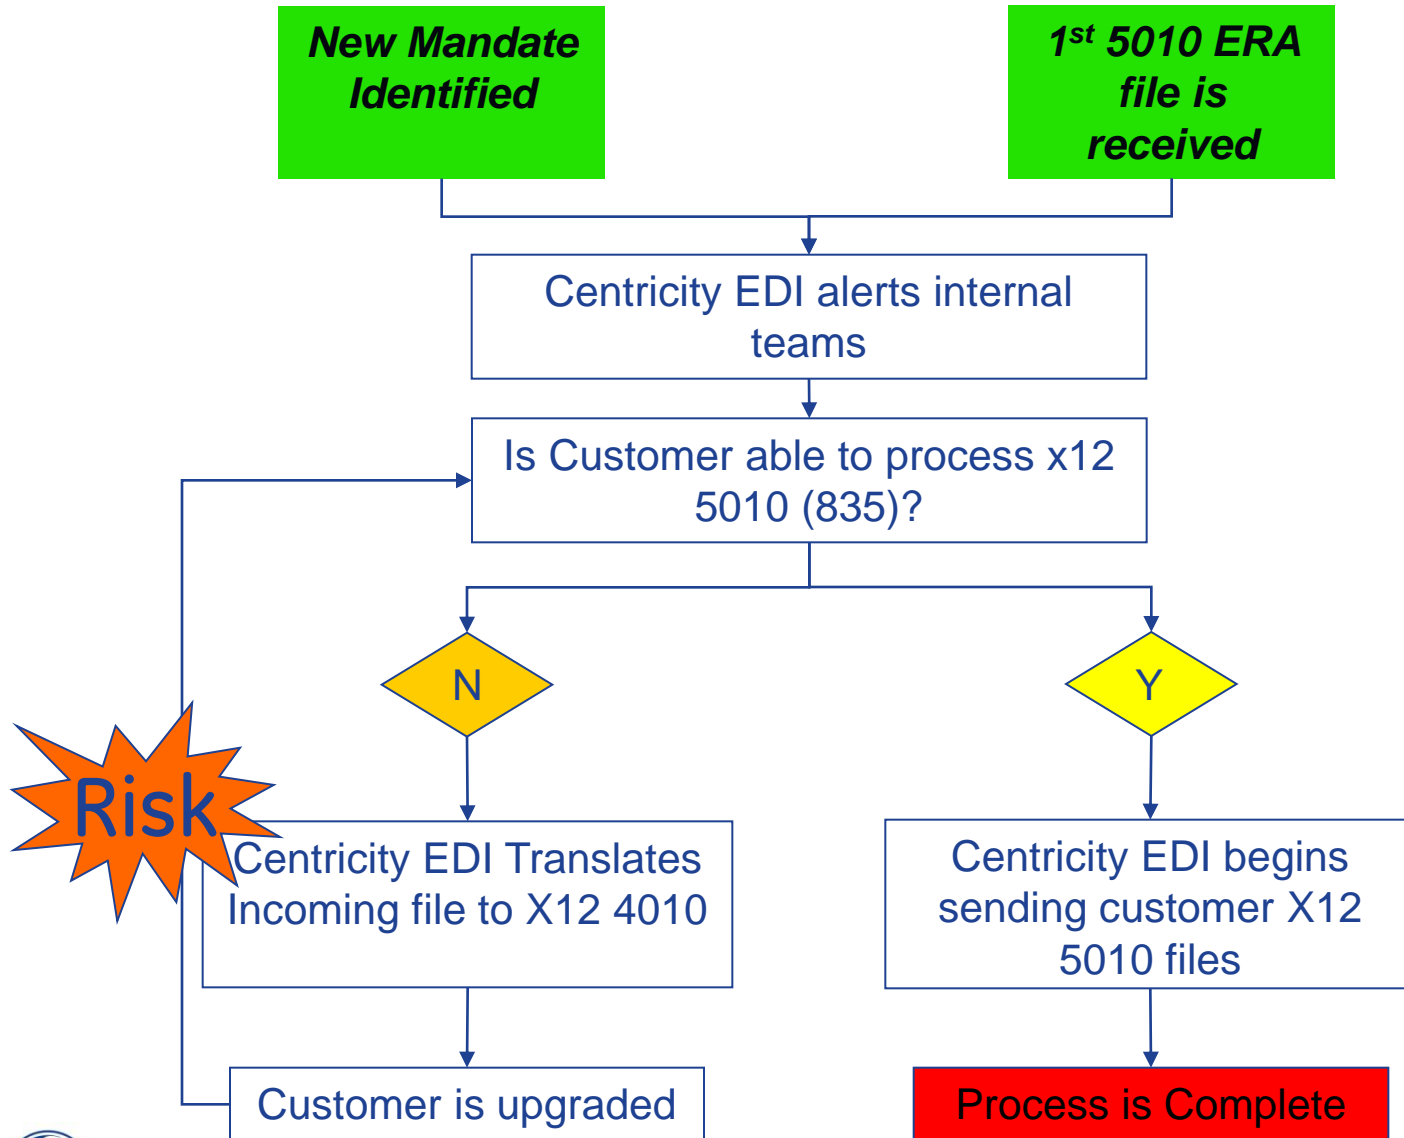 New Mandate
Identified
1st 5010 ERA
file is
received
Centricity EDI alerts internal
teams
Is Customer able to process x12
5010 (835)?
N
Y
Risk
Centricity EDI Translates
Incoming file to X12 4010
Centricity EDI begins
sending customer X12
5010 files
Customer is upgraded
Process is Complete